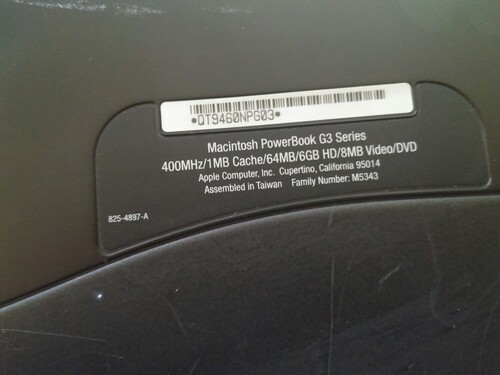 *QT9460NPG03*
Macintosh PowerBook G3 Series
400MHz/1MB Cache/64MB/6GB HD/8MB Video/DVD
Apple Computer, Inc. Cupertino, California 95014
Assembled in Taiwan Family Number: M5343
825-4897-A